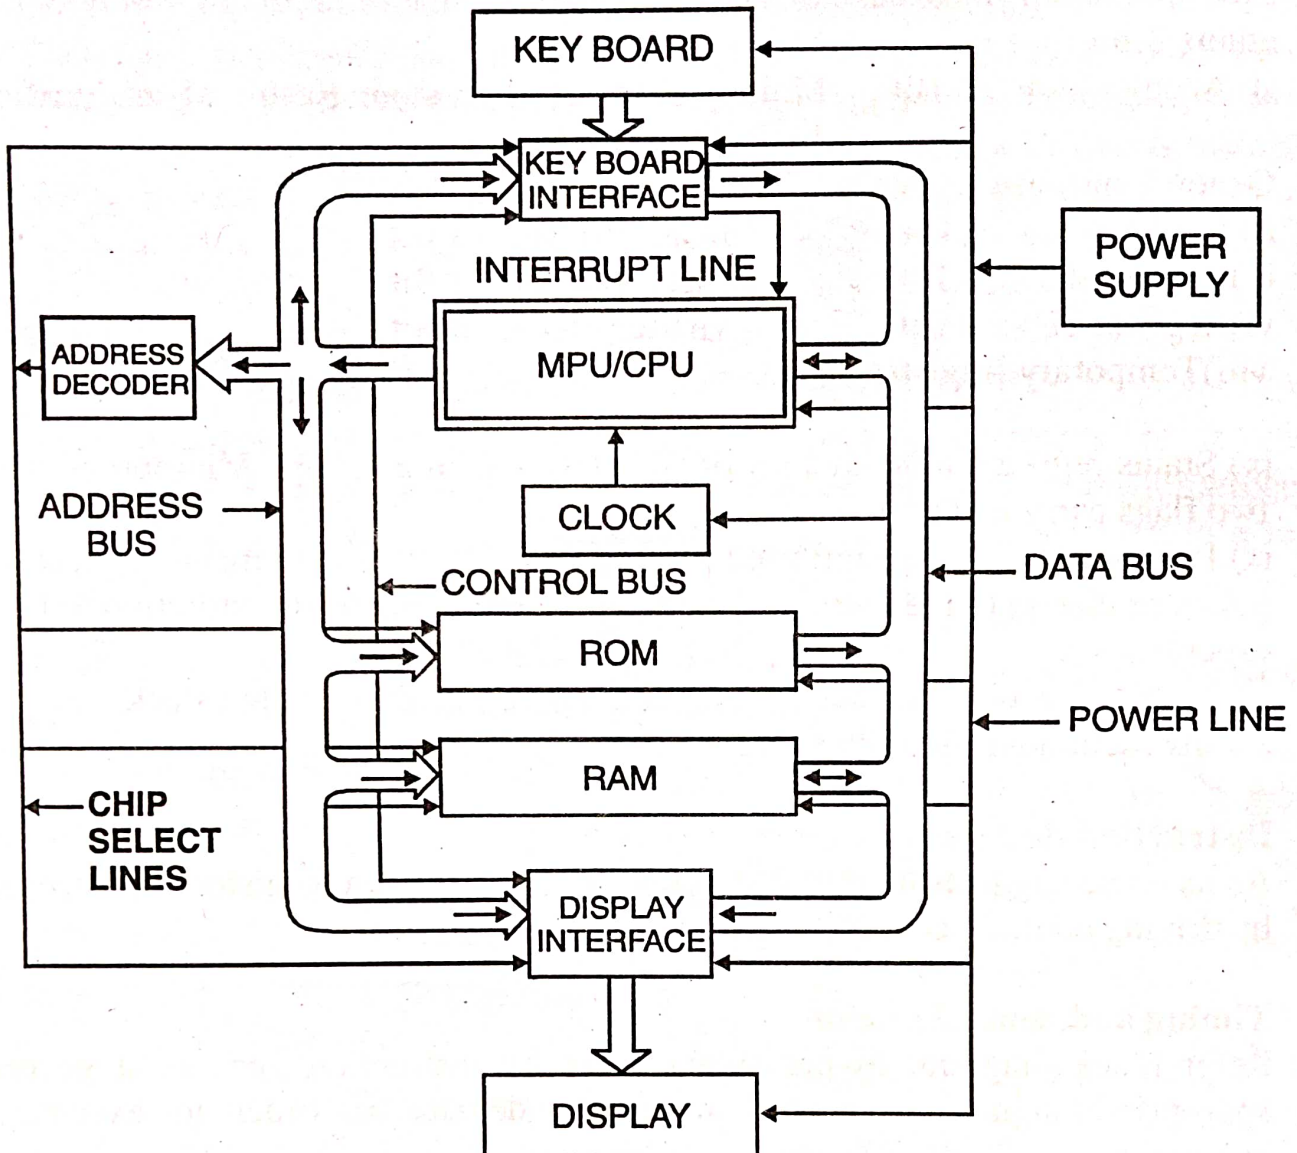 KEY BOARD
KEY BOARD
INTERFACE
POWER
SUPPLY
INTERRUPT LINE
ADDRESS
DECODER
MPU/CPU
ADDRESS
BUS
CLOCK
CONTROL BUS
DATA BUS
ROM
POWER LINE
RAM
CHIP
SELECT
LINES
DISPLAY
INTERFACE
DISPLAY